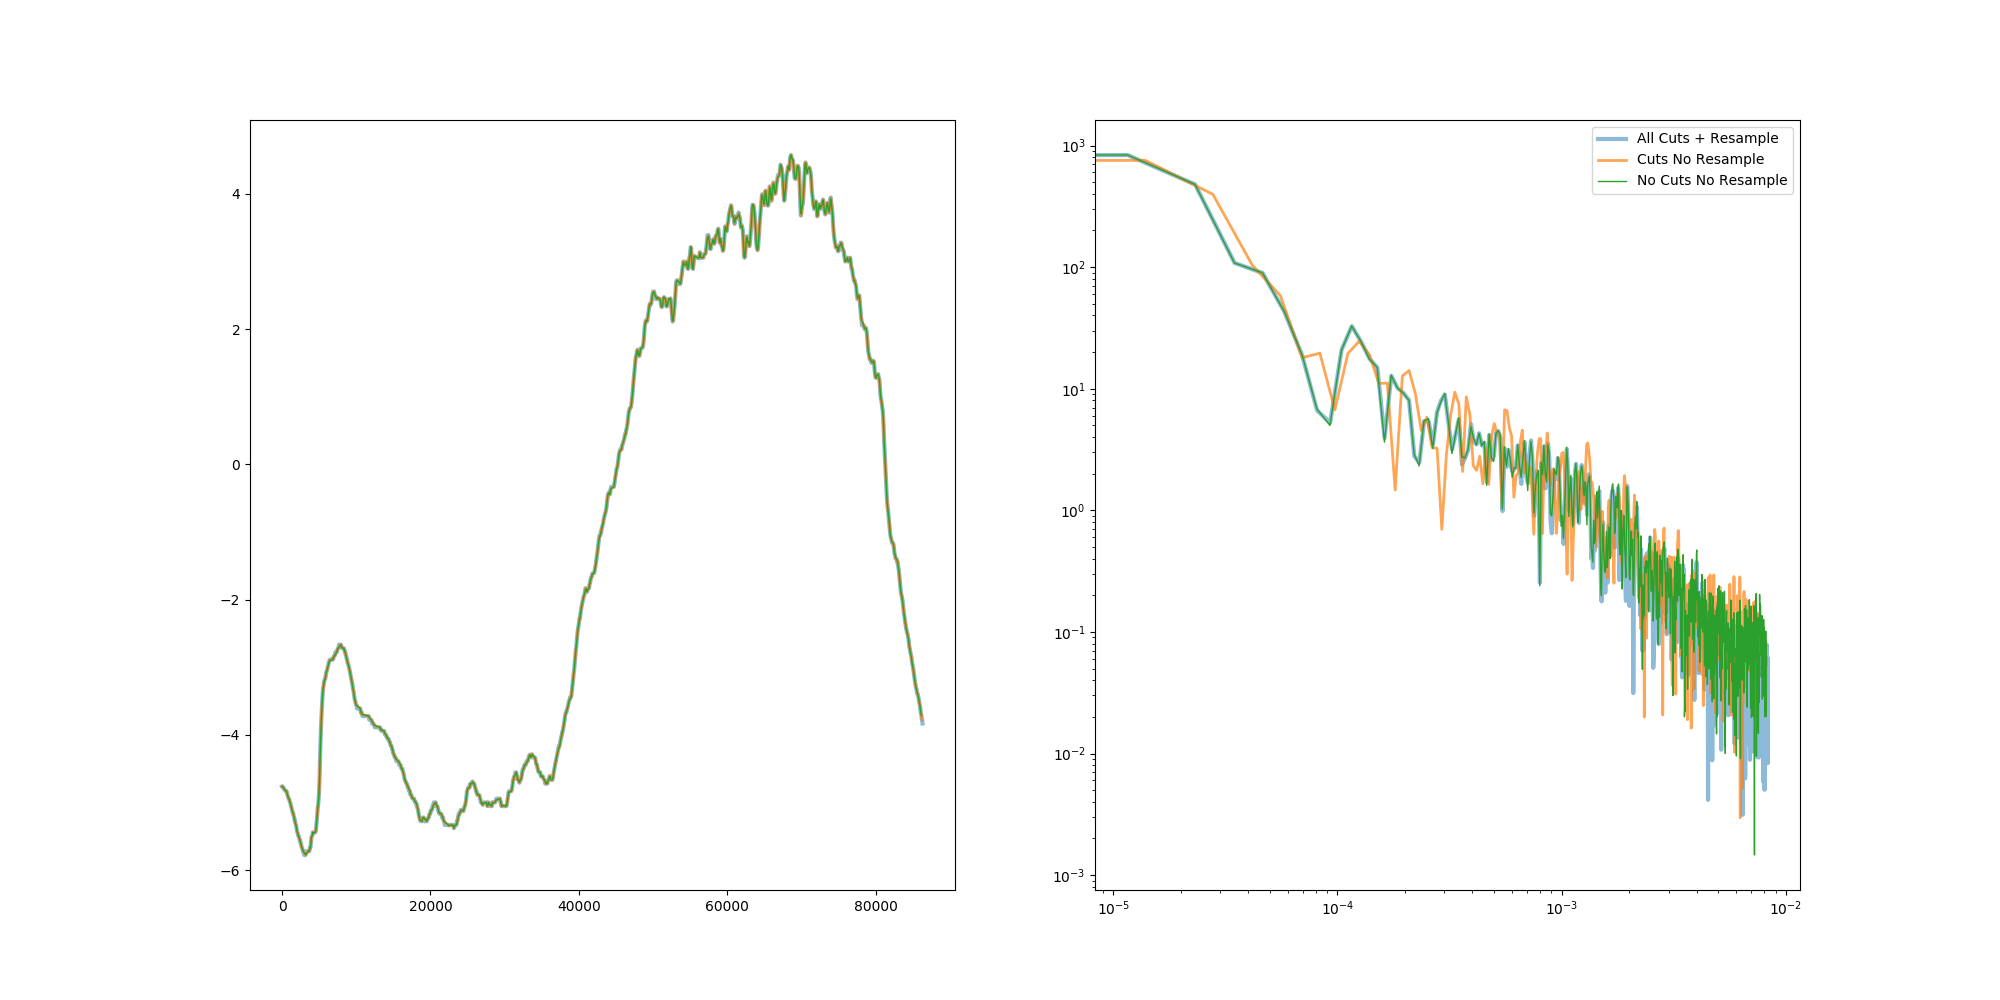 4
2
0
−2
−4
−6
0 20000 40000 60000 80000
10³
10²
10¹
10⁰
10⁻¹
10⁻²
10⁻³
10⁻⁵ 10⁻⁴ 10⁻³ 10⁻²
All Cuts + Resample
Cuts No Resample
No Cuts No Resample